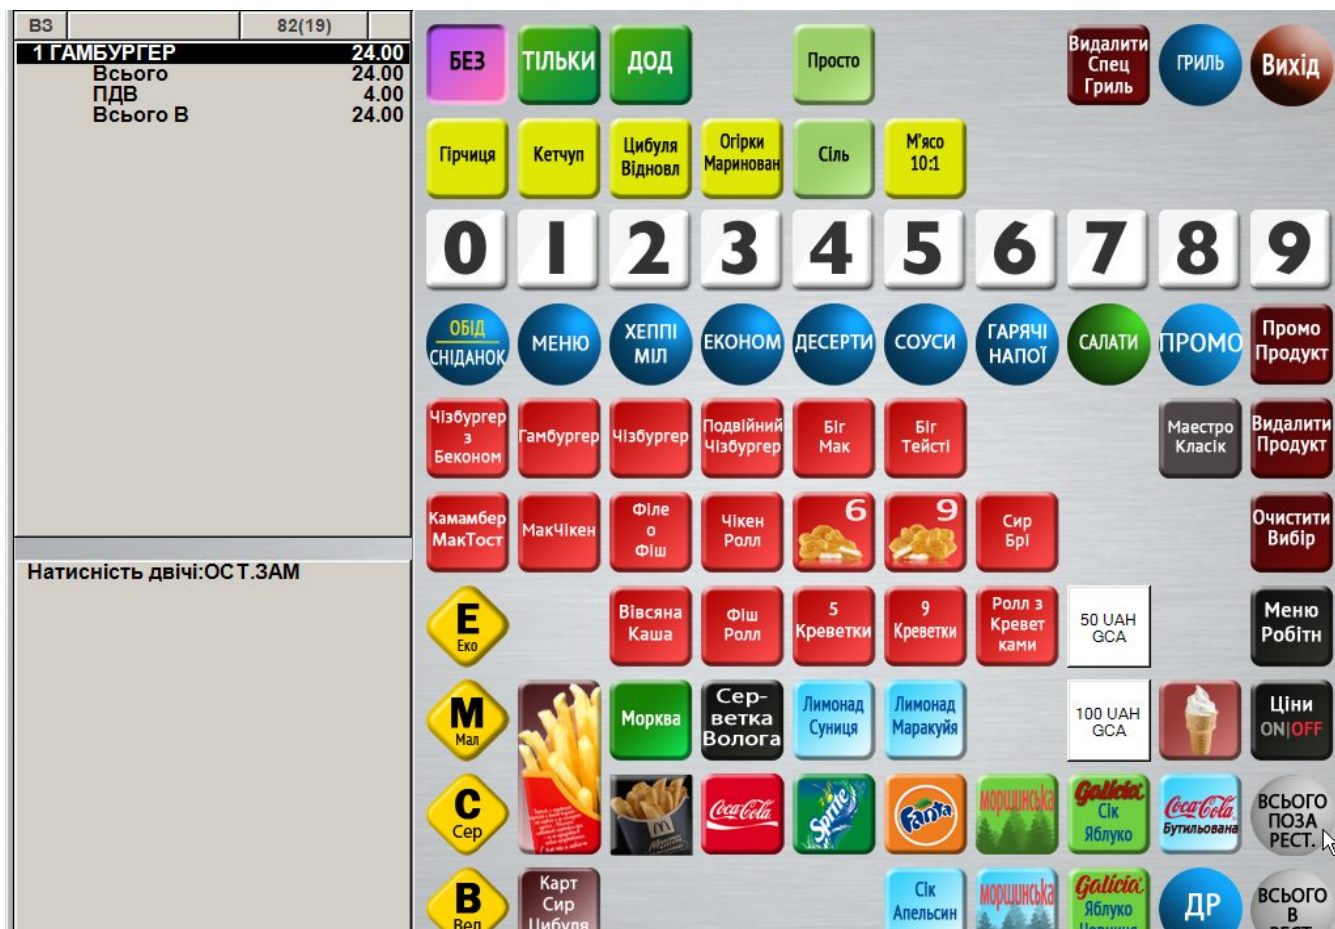 ВЗ
82(19)
1 ГАМБУРГЕР 24.00
Всього 24.00
ПДВ 4.00
Всього В 24.00
Натисність двічі:ОСТ.ЗАМ
БЕЗ
ТІЛЬКИ
ДОД
Просто
Видалити
Спец
Гриль
ГРИЛЬ
Вихід
Гірчиця
Кетчуп
Цибуля
Відновл
Огірки
Маринован
Сіль
М'ясо
10:1
0 1 2 3 4 5 6 7 8 9
ОБІД
СНІДАНОК
МЕНЮ
ХЕППІ
МІЛ
ЕКОНОМ
ДЕСЕРТИ
СОУСИ
ГАРЯЧІ
НАПОЇ
САЛАТИ
ПРОМО
Промо
Продукт
Чізбургер
з
Беконом
Гамбургер
Чізбургер
Подвійний
Чізбургер
Біг
Мак
Біг
Тейсті
Маестро
Класік
Видалити
Продукт
Камамбер
МакТост
МакЧікен
Філе
о
Фіш
Чікен
Ролл
6
9
Сир
Брі
Очистити
Вибір
Е
Еко
Вівсяна
Каша
Фіш
Ролл
5
Креветки
9
Креветки
Ролл з
Кревет
ками
50 UAH
GCA
Меню
Робітн
М
Мал
Морква
Сер-
ветка
Волога
Лимонад
Суниця
Лимонад
Маракуйя
100 UAH
GCA
Ціни
ON|OFF
С
Сер
Coca-Cola
Sprite
Fanta
моршинська
Galicia
Сік
Яблуко
Coca-Cola
Бутильована
ВСЬОГО
ПОЗА
РЕСТ.
В
Вел
Карт
Сир
Цибуля
Сік
Апельсин
моршинська
Galicia
Яблуко
ДР
ВСЬОГО
В
РЕСТ.